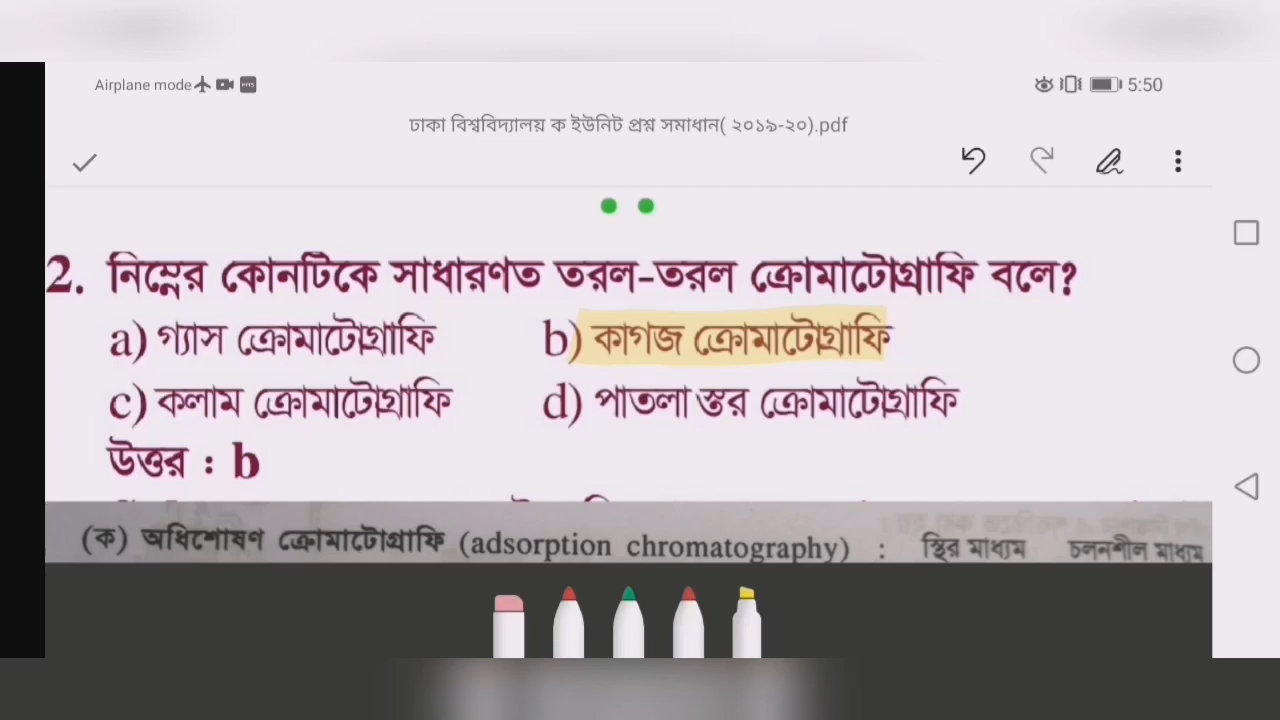 Airplane mode 5:50
ঢাকা বিশ্ববিদ্যালয় ক ইউনিট প্রশ্ন সমাধান( ২০১৯-২০).pdf
2. নিম্নের কোনটিকে সাধারণত তরল-তরল ক্রোমাটোগ্রাফি বলে?
a) গ্যাস ক্রোমাটোগ্রাফি b) কাগজ ক্রোমাটোগ্রাফি
c) কলাম ক্রোমাটোগ্রাফি d) পাতলা স্তর ক্রোমাটোগ্রাফি
উত্তর : b
(ক) অধিশোষণ ক্রোমাটোগ্রাফি (adsorption chromatography) : স্থির মাধ্যম চলনশীল মাধ্যম